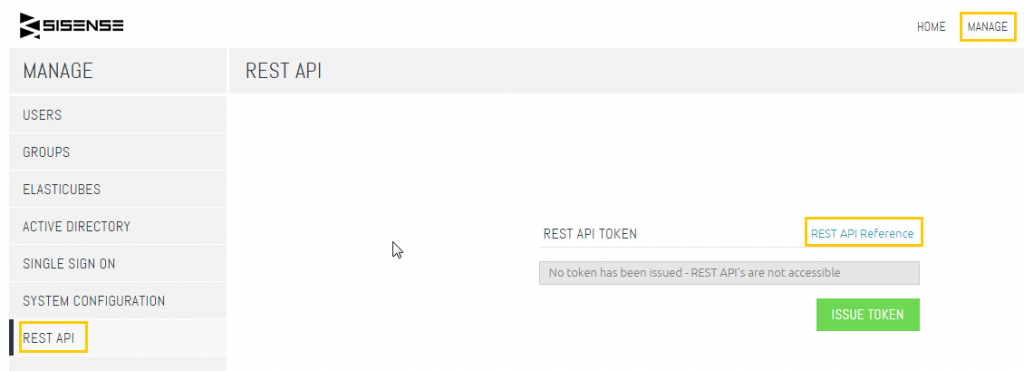 SISENSE
HOME MANAGE
MANAGE REST API
USERS
GROUPS
ELASTICUBES
ACTIVE DIRECTORY
SINGLE SIGN ON
SYSTEM CONFIGURATION
REST API
REST API TOKEN REST API Reference
No token has been issued - REST API's are not accessible
ISSUE TOKEN